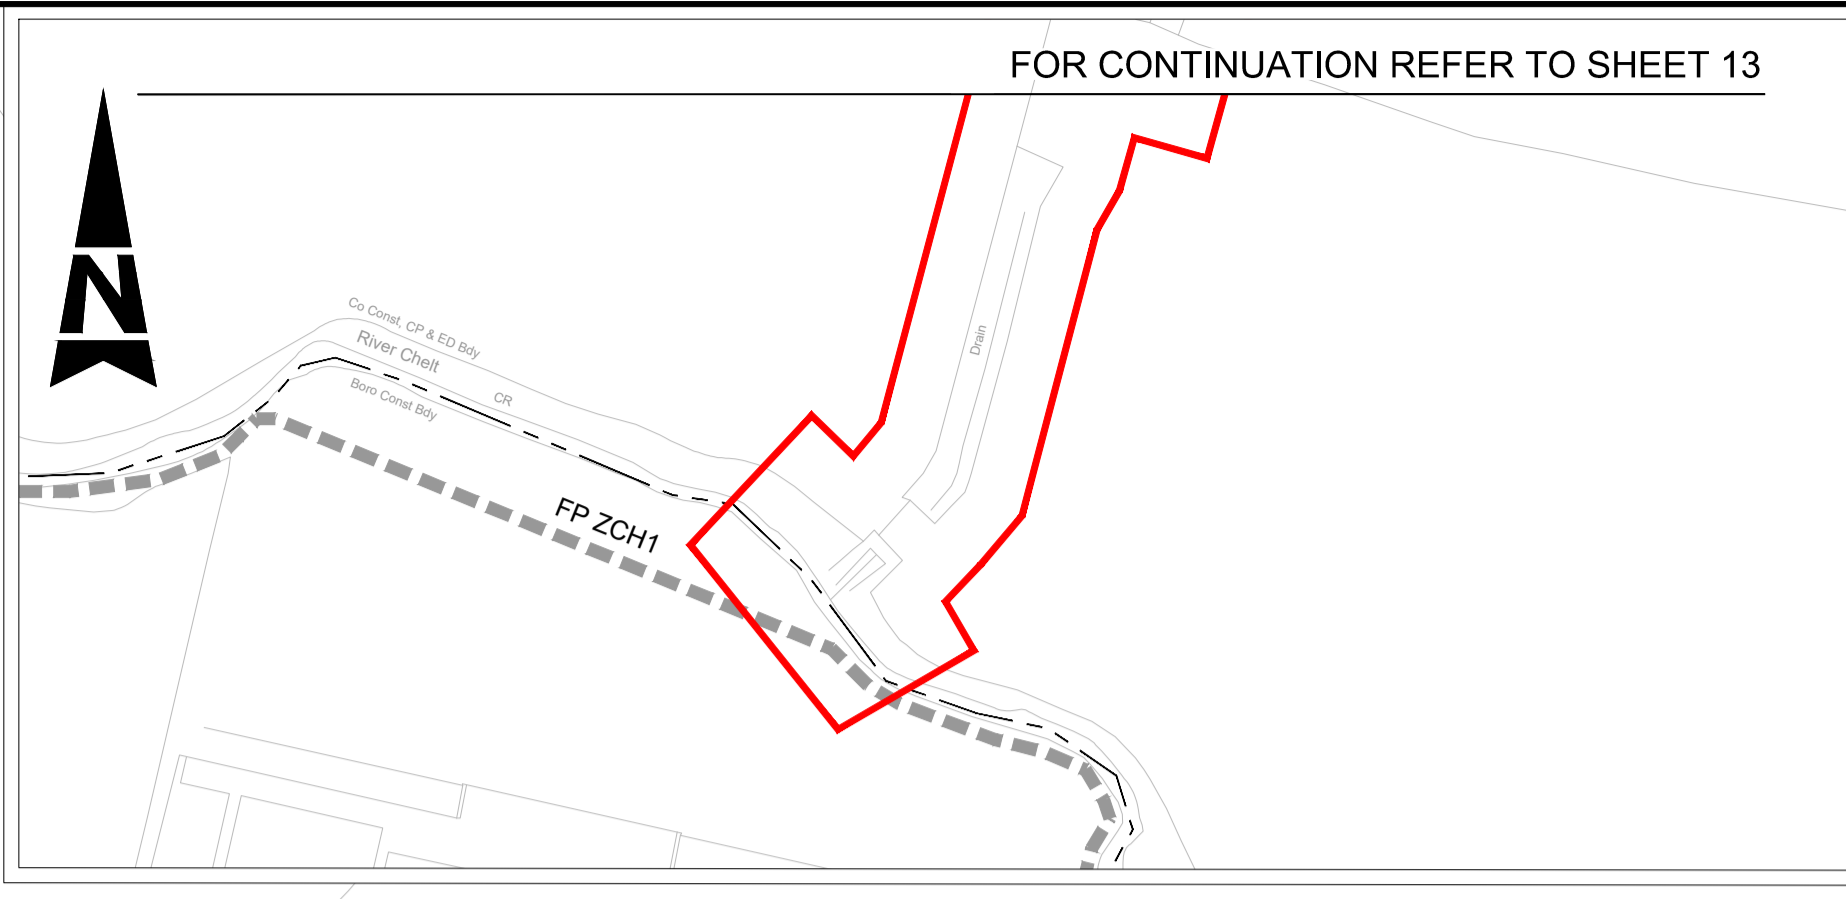 FOR CONTINUATION REFER TO SHEET 13
N
Co Const, CP & ED Bdy
River Chelt
Boro Const Bdy
CR
Drain
FP ZCH1